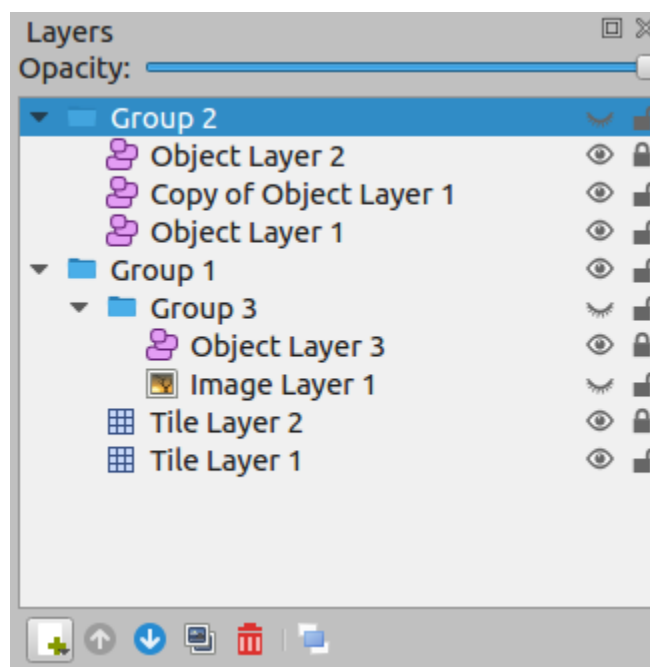 Layers
Opacity:
Group 2
Object Layer 2
Copy of Object Layer 1
Object Layer 1
Group 1
Group 3
Object Layer 3
Image Layer 1
Tile Layer 2
Tile Layer 1